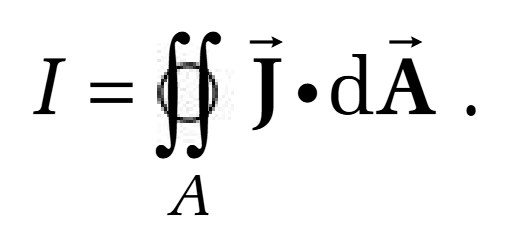 I = ∯ J⃗ • dA⃗ .
A